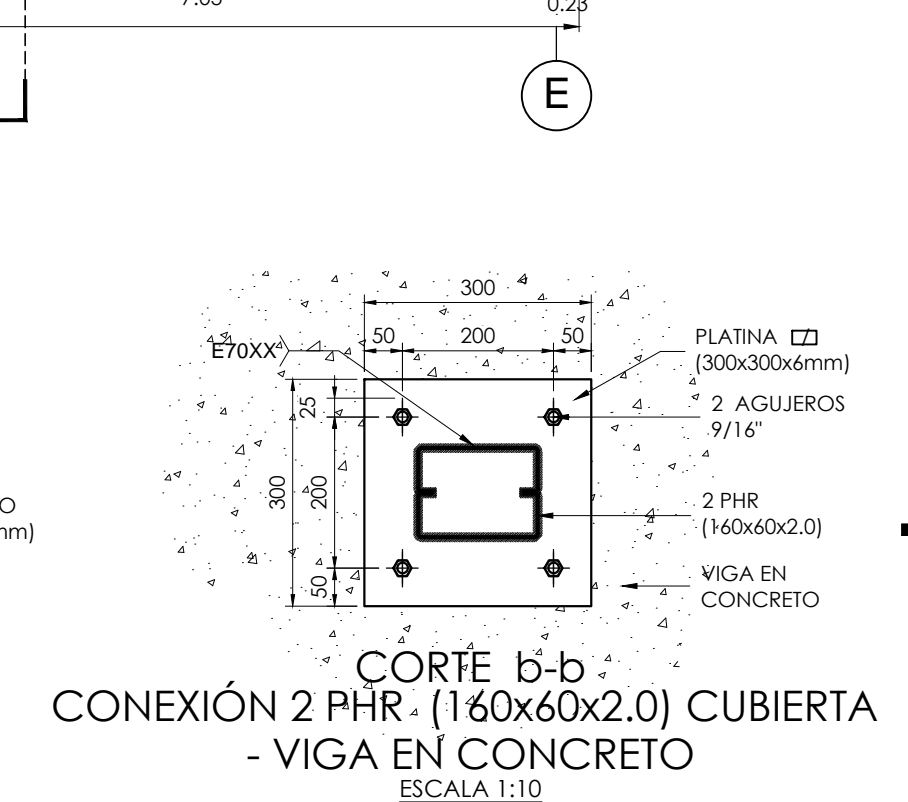 7.05
0.23
E
300
50
200
50
E70XX
PLATINA
(300x300x6mm)
25
2 AGUJEROS
9/16"
300
200
2 PHR
(160x60x2.0)
O
mm)
50
VIGA EN
CONCRETO
CORTE b-b
CONEXIÓN 2 PHR (160x60x2.0) CUBIERTA
- VIGA EN CONCRETO
ESCALA 1:10